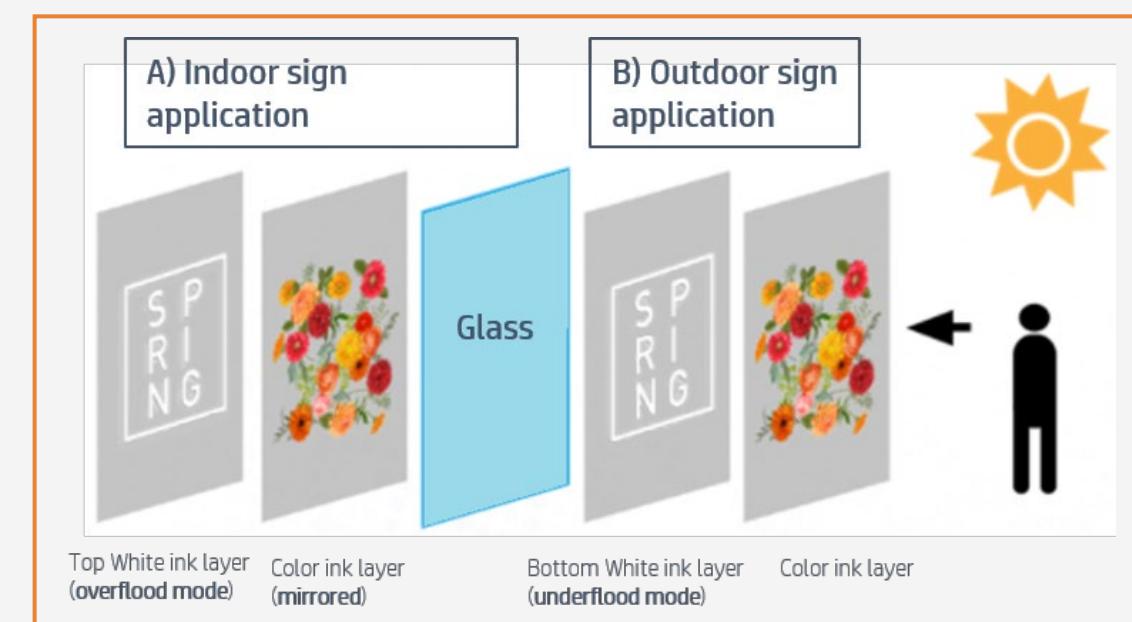 A) Indoor sign
application
B) Outdoor sign
application
S P
R I
N G
Glass
S P
R I
N G
Top White ink layer
(overflood mode)
Color ink layer
(mirrored)
Bottom White ink layer
(underflood mode)
Color ink layer